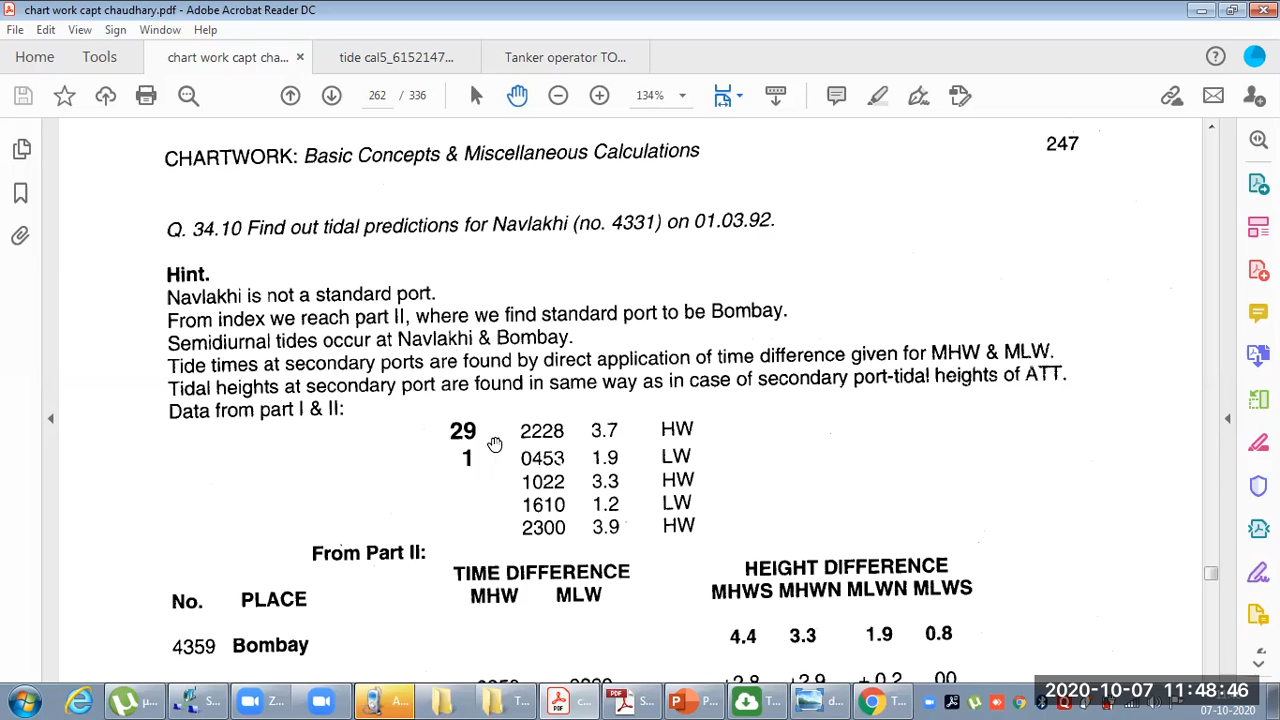 chart work capt chaudhary.pdf - Adobe Acrobat Reader DC
File Edit View Sign Window Help
Home Tools chart work capt cha... × tide cal5_6152147... Tanker operator TO...
262 / 336 134%
CHARTWORK: Basic Concepts & Miscellaneous Calculations 247
Q. 34.10 Find out tidal predictions for Navlakhi (no. 4331) on 01.03.92.
Hint.
Navlakhi is not a standard port.
From index we reach part II, where we find standard port to be Bombay.
Semidiurnal tides occur at Navlakhi & Bombay.
Tide times at secondary ports are found by direct application of time difference given for MHW & MLW.
Tidal heights at secondary port are found in same way as in case of secondary port-tidal heights of ATT.
Data from part I & II:
29 2228 3.7 HW
1 0453 1.9 LW
1022 3.3 HW
1610 1.2 LW
2300 3.9 HW
From Part II:
TIME DIFFERENCE HEIGHT DIFFERENCE
No. PLACE MHW MLW MHWS MHWN MLWN MLWS
4359 Bombay 4.4 3.3 1.9 0.8
2020-10-07 11:48:46
07-10-2020